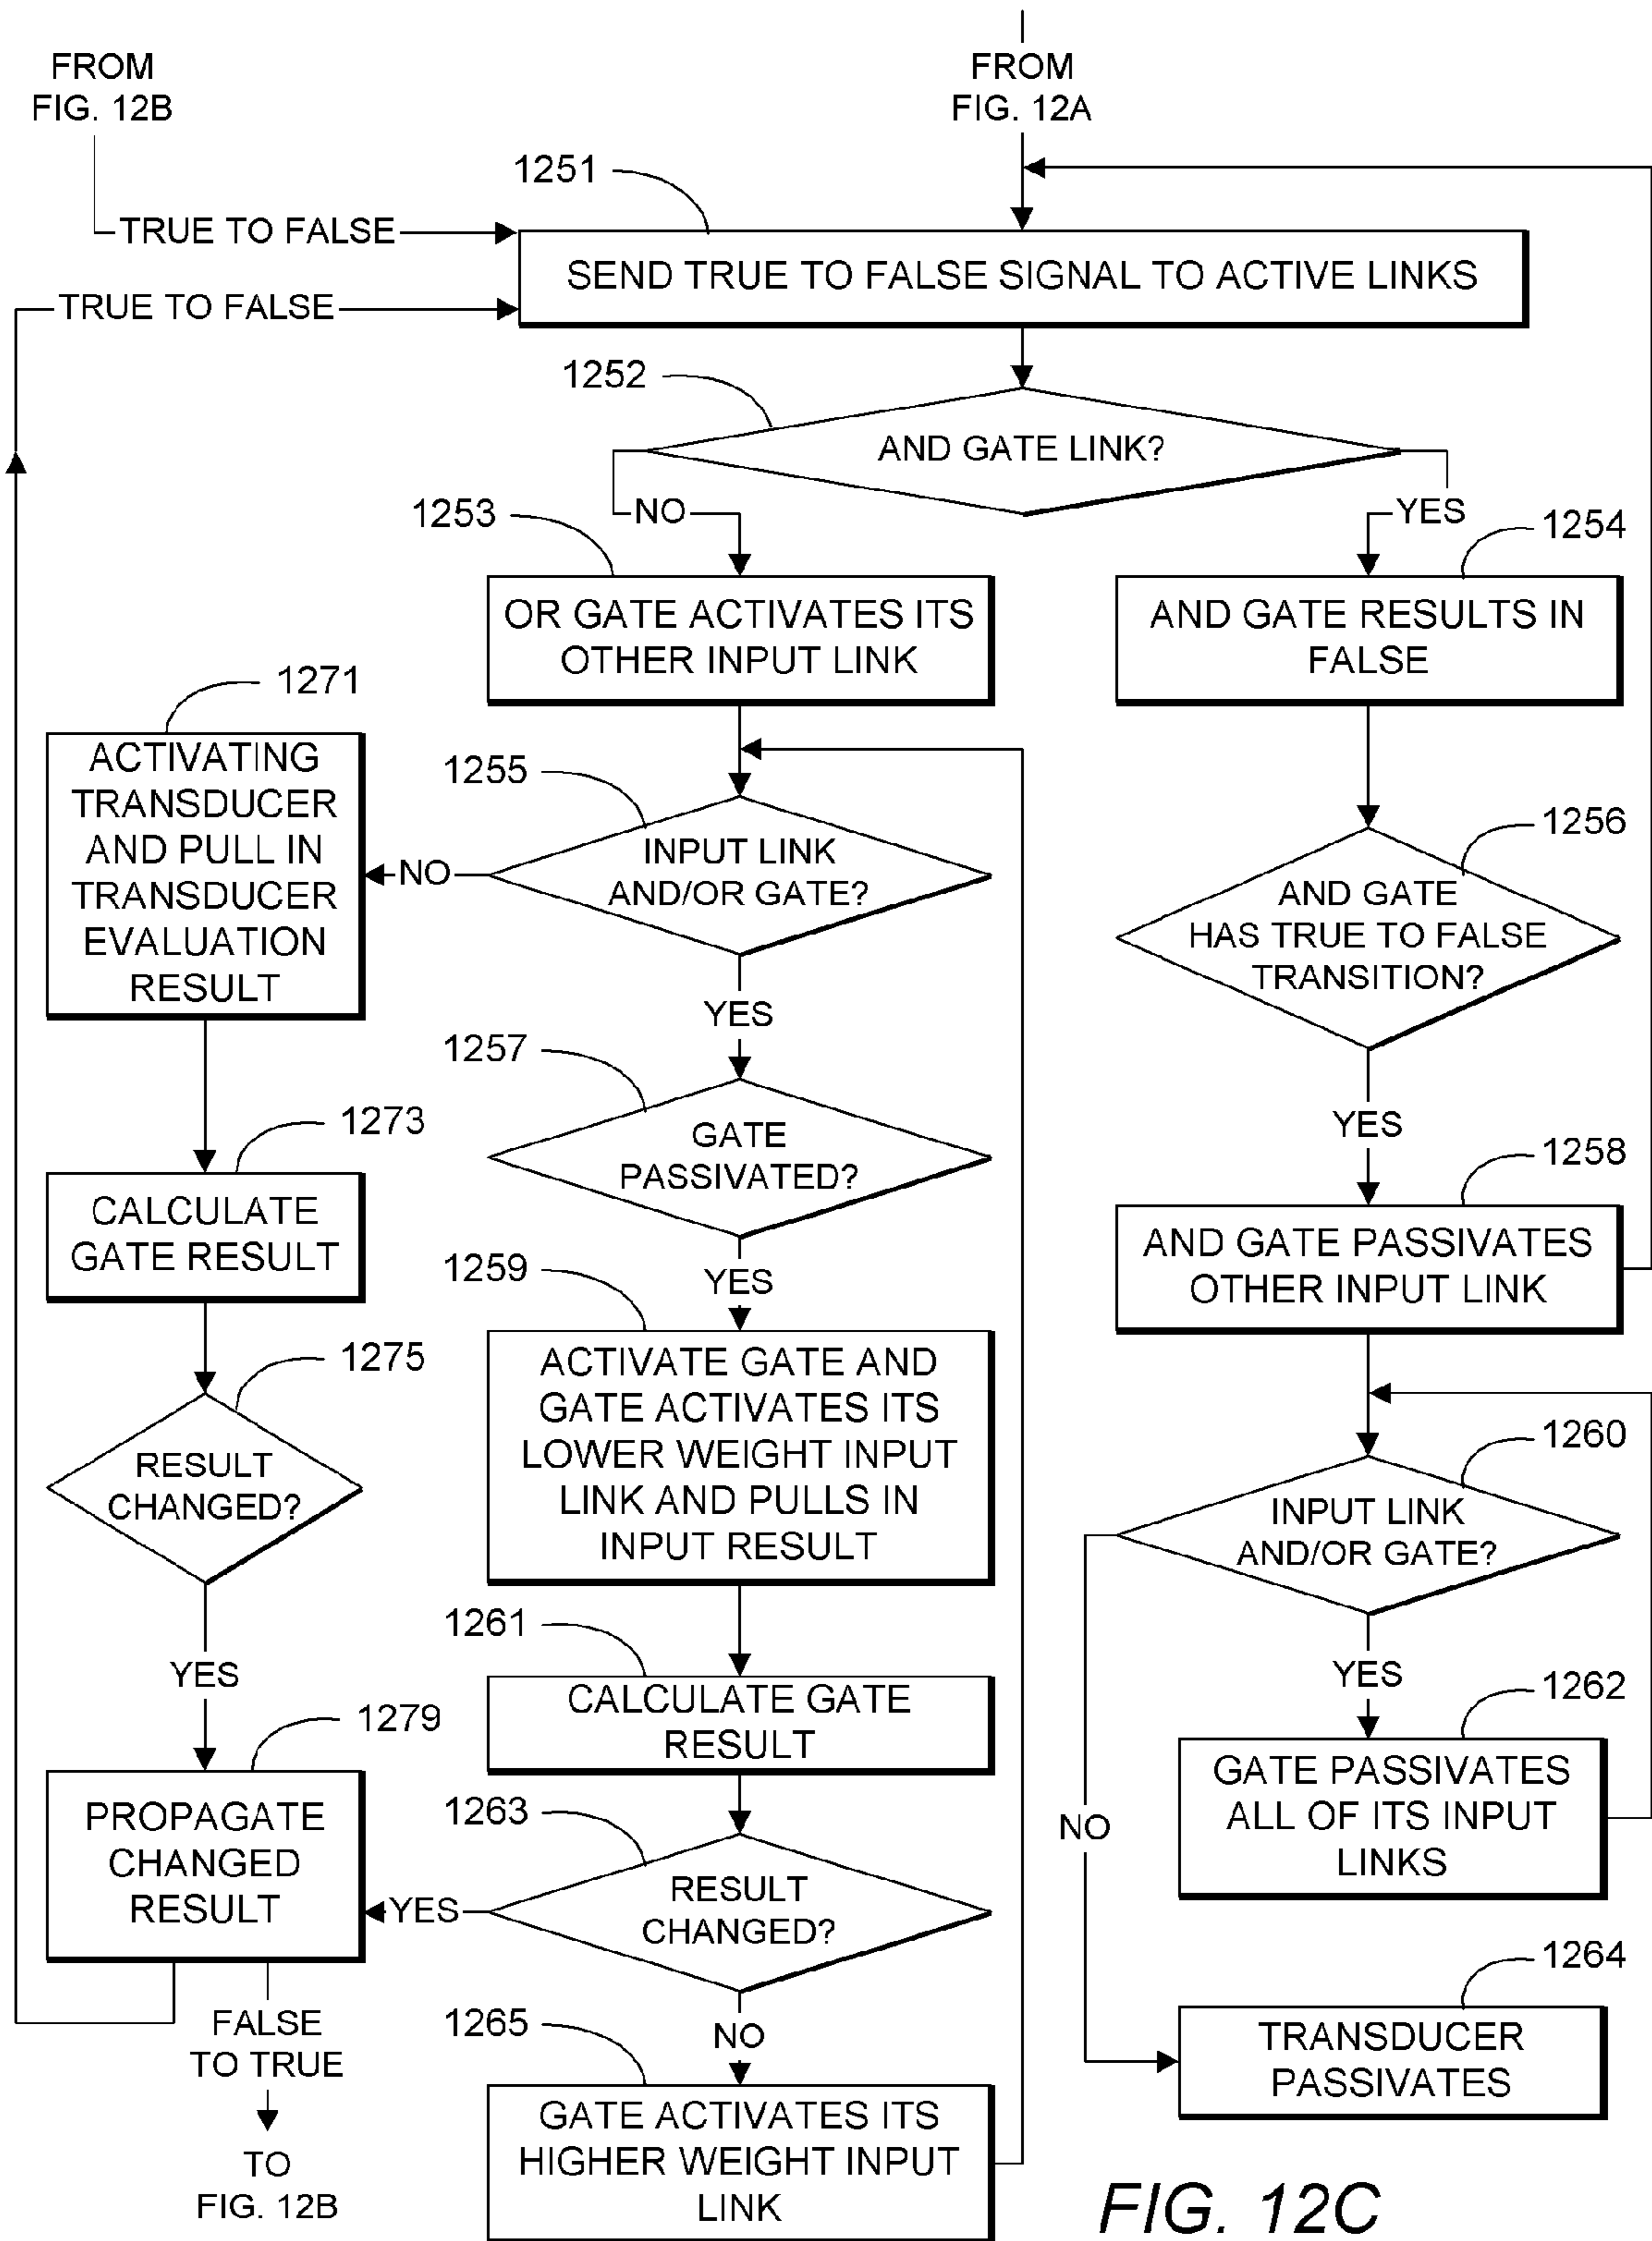 FROM
FIG. 12B
FROM
FIG. 12A
1251
TRUE TO FALSE
SEND TRUE TO FALSE SIGNAL TO ACTIVE LINKS
TRUE TO FALSE
1252
AND GATE LINK?
NO
YES
1253
OR GATE ACTIVATES ITS
OTHER INPUT LINK
1254
AND GATE RESULTS IN
FALSE
1271
ACTIVATING
TRANSDUCER
AND PULL IN
TRANSDUCER
EVALUATION
RESULT
1255
INPUT LINK
AND/OR GATE?
NO
YES
1256
AND GATE
HAS TRUE TO FALSE
TRANSITION?
YES
1257
GATE
PASSIVATED?
YES
1273
CALCULATE
GATE RESULT
1258
AND GATE PASSIVATES
OTHER INPUT LINK
1259
ACTIVATE GATE AND
GATE ACTIVATES ITS
LOWER WEIGHT INPUT
LINK AND PULLS IN
INPUT RESULT
1275
RESULT
CHANGED?
YES
1260
INPUT LINK
AND/OR GATE?
YES
NO
1261
CALCULATE GATE
RESULT
1262
GATE PASSIVATES
ALL OF ITS INPUT
LINKS
1279
PROPAGATE
CHANGED
RESULT
1263
RESULT
CHANGED?
YES
NO
1264
TRANSDUCER
PASSIVATES
FALSE
TO TRUE
TO
FIG. 12B
1265
GATE ACTIVATES ITS
HIGHER WEIGHT INPUT
LINK
FIG. 12C